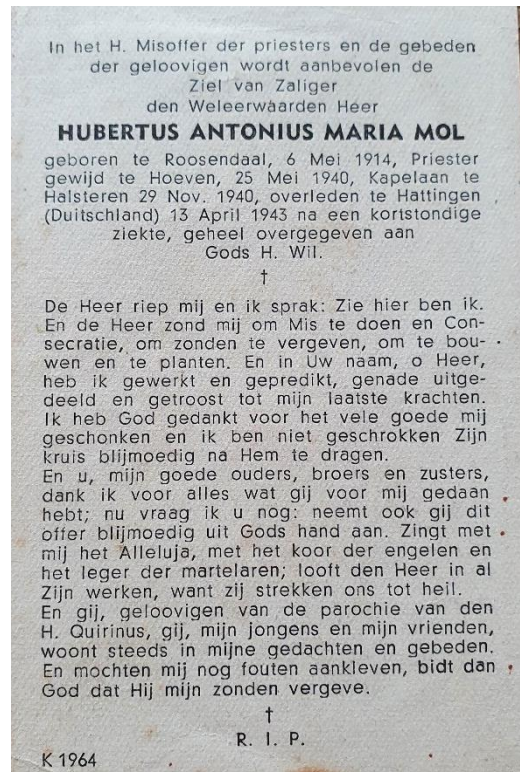 In het H. Misoffer der priesters en de gebeden
der geloovigen wordt aanbevolen de
Ziel van Zaliger
den Weleerwaarden Heer
HUBERTUS ANTONIUS MARIA MOL
geboren te Roosendaal, 6 Mei 1914, Priester
gewijd te Hoeven, 25 Mei 1940, Kapelaan te
Halsteren 29 Nov. 1940, overleden te Hattingen
(Duitschland) 13 April 1943 na een kortstondige
ziekte, geheel overgegeven aan
Gods H. Wil.
†
De Heer riep mij en ik sprak: Zie hier ben ik.
En de Heer zond mij om Mis te doen en Con-
secratie, om zonden te vergeven, om te bou-
wen en te planten. En in Uw naam, o Heer,
heb ik gewerkt en gepredikt, genade uitge-
deeld en getroost tot mijn laatste krachten.
Ik heb God gedankt voor het vele goede mij
geschonken en ik ben niet geschrokken Zijn
kruis blijmoedig na Hem te dragen.
En u, mijn goede ouders, broers en zusters,
dank ik voor alles wat gij voor mij gedaan
hebt; nu vraag ik u nog: neemt ook gij dit
offer blijmoedig uit Gods hand aan. Zingt met
mij het Alleluja, met het koor der engelen en
het leger der martelaren; looft den Heer in al
Zijn werken, want zij strekken ons tot heil.
En gij, geloovigen van de parochie van den
H. Quirinus, gij, mijn jongens en mijn vrienden,
woont steeds in mijne gedachten en gebeden.
En mochten mij nog fouten aankleven, bidt dan
God dat Hij mijn zonden vergeve.
†
R. I. P.
K 1964